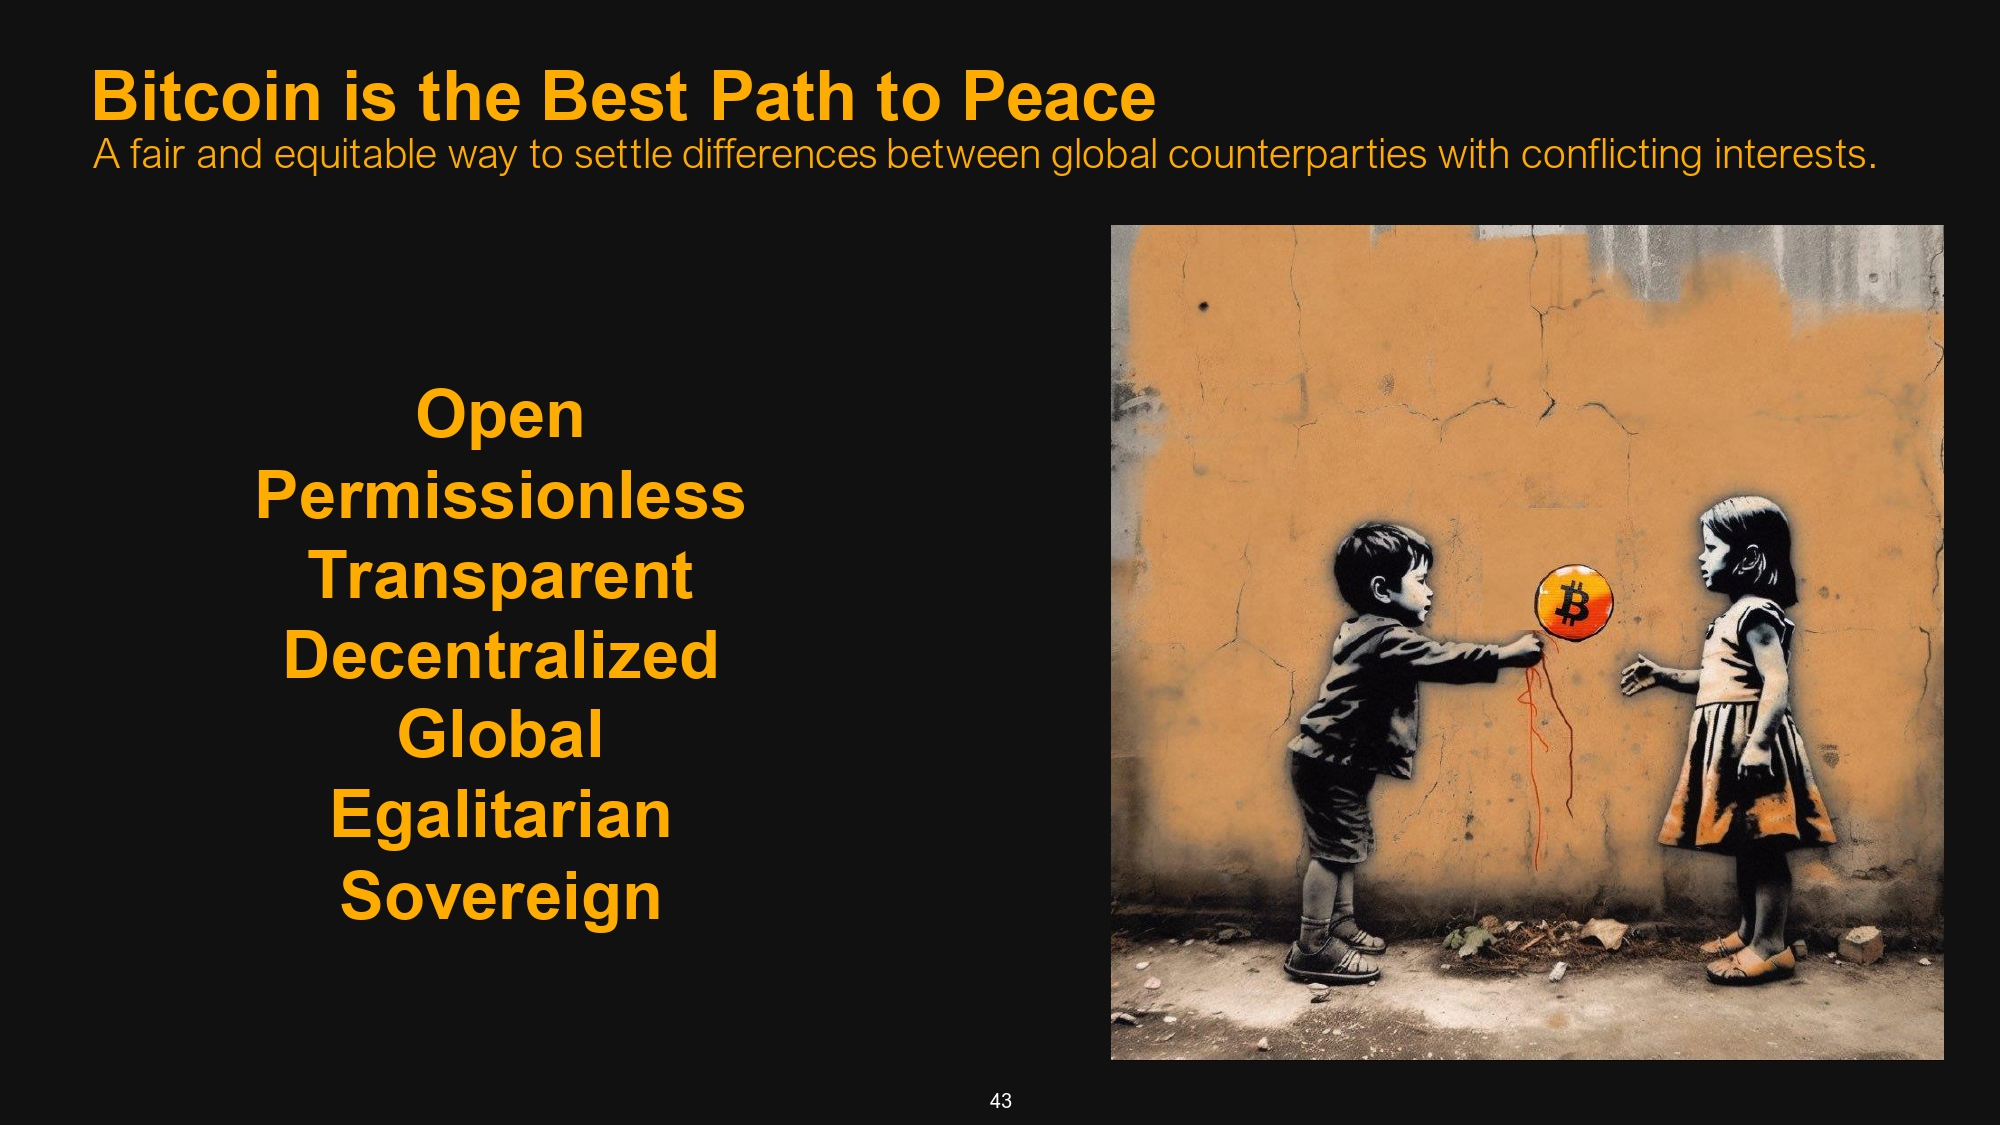 Bitcoin is the Best Path to Peace
A fair and equitable way to settle differences between global counterparties with conflicting interests.
Open
Permissionless
Transparent
Decentralized
Global
Egalitarian
Sovereign
43